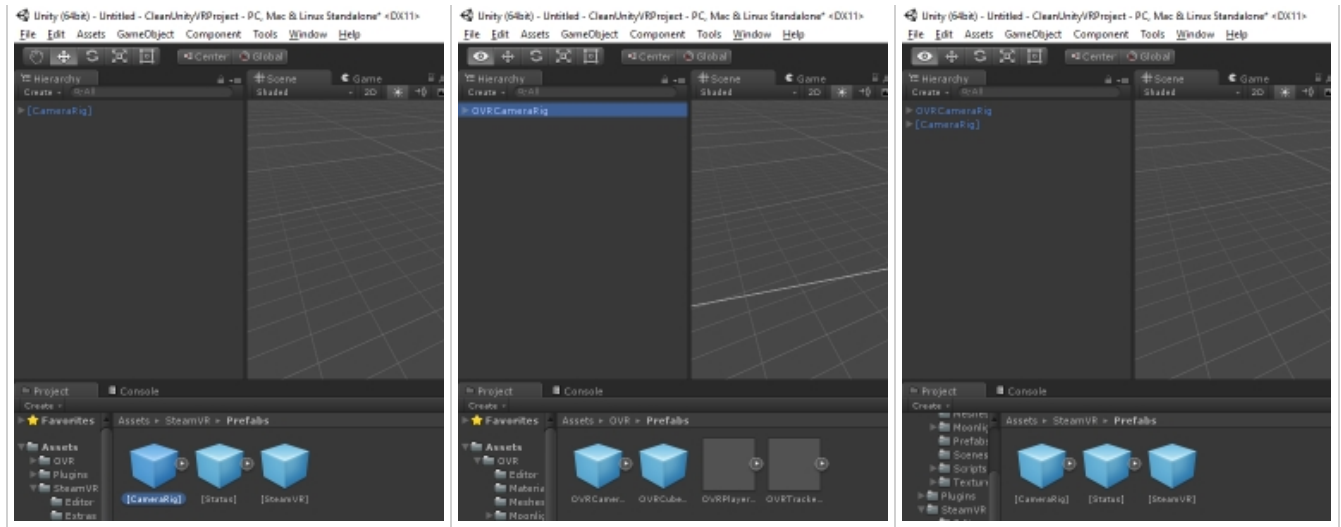 Unity (64bit) - Untitled - CleanUnityVRProject - PC, Mac & Linux Standalone* <DX11>
File Edit Assets GameObject Component Tools Window Help
Center Global
Hierarchy
Create All
[CameraRig]
Scene Game
Shaded 2D
Project Console
Create
Favorites
Assets
OVR
Plugins
SteamVR
Editor
Extras
Assets ▸ SteamVR ▸ Prefabs
[CameraRig] [Status] [SteamVR]
Unity (64bit) - Untitled - CleanUnityVRProject - PC, Mac & Linux Standalone* <DX11>
File Edit Assets GameObject Component Tools Window Help
Center Global
Hierarchy
Create All
OVRCameraRig
Scene Game
Shaded 2D
Project Console
Create
Favorites
Assets
OVR
Editor
Materia
Meshes
Moonlig
Assets ▸ OVR ▸ Prefabs
OVRCamer... OVRCube... OVRPlayer... OVRTracke...
Unity (64bit) - Untitled - CleanUnityVRProject - PC, Mac & Linux Standalone* <DX11>
File Edit Assets GameObject Component Tools Window Help
Center Global
Hierarchy
Create All
OVRCameraRig
[CameraRig]
Scene Game
Shaded 2D
Project Console
Create
Meshes
Moonlig
Prefabs
Scenes
Scripts
Texture
Plugins
SteamVR
Assets ▸ SteamVR ▸ Prefabs
[CameraRig] [Status] [SteamVR]